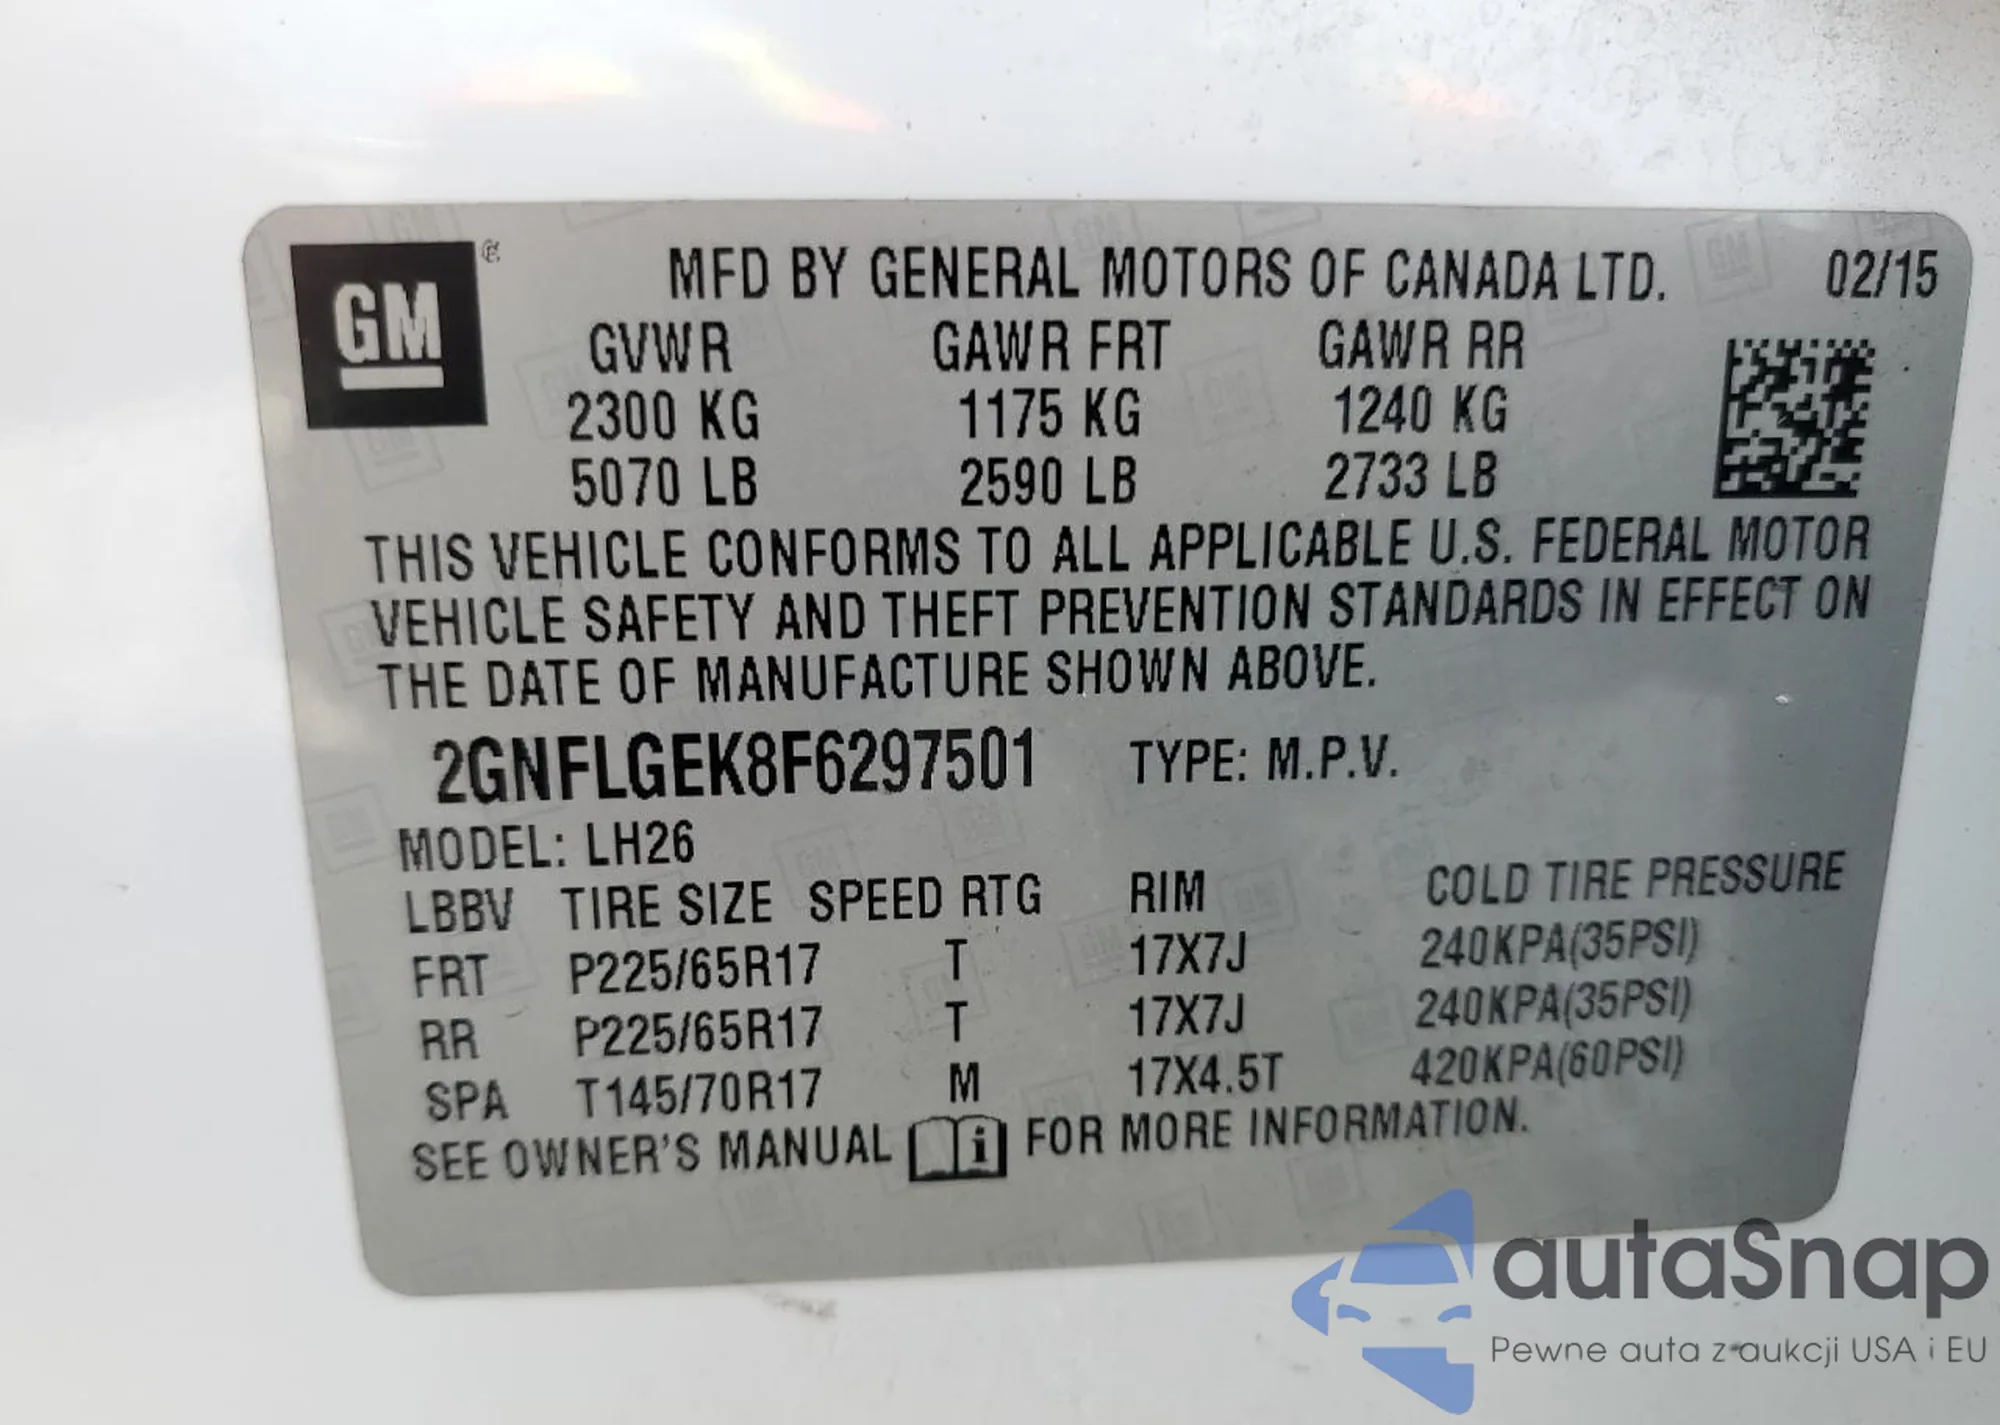 GM
MFD BY GENERAL MOTORS OF CANADA LTD. 02/15
GVWR GAWR FRT GAWR RR
2300 KG 1175 KG 1240 KG
5070 LB 2590 LB 2733 LB
THIS VEHICLE CONFORMS TO ALL APPLICABLE U.S. FEDERAL MOTOR
VEHICLE SAFETY AND THEFT PREVENTION STANDARDS IN EFFECT ON
THE DATE OF MANUFACTURE SHOWN ABOVE.
2GNFLGEK8F6297501 TYPE: M.P.V.
MODEL: LH26
LBBV TIRE SIZE SPEED RTG RIM COLD TIRE PRESSURE
FRT P225/65R17 T 17X7J 240KPA(35PSI)
RR P225/65R17 T 17X7J 240KPA(35PSI)
SPA T145/70R17 M 17X4.5T 420KPA(60PSI)
SEE OWNER'S MANUAL i FOR MORE INFORMATION.
autaSnap
Pewne auta z aukcji USA i EU